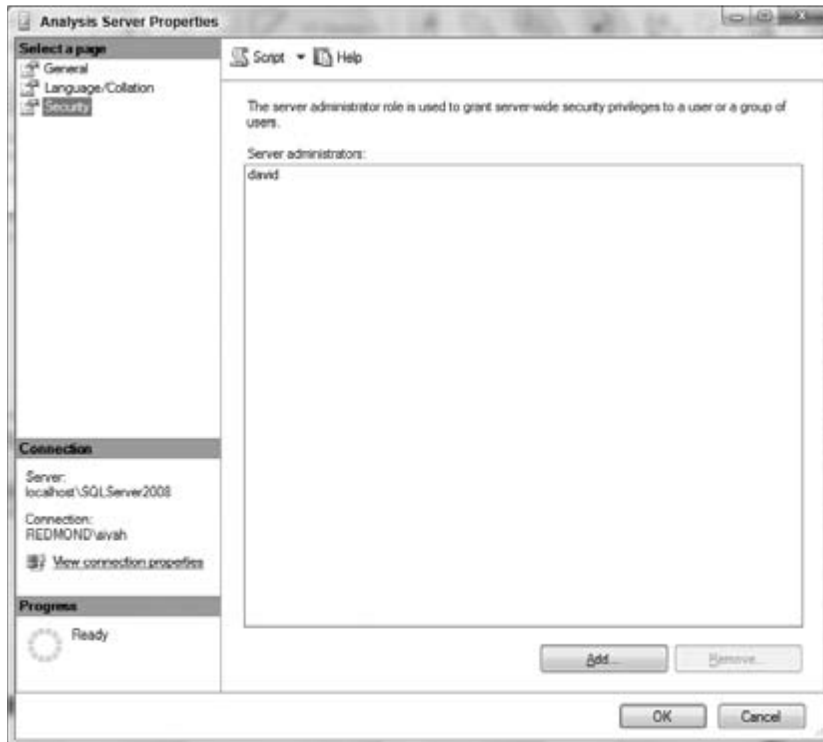 Analysis Server Properties
Select a page
General
Language/Collation
Security
Script Help
The server administrator role is used to grant server-wide security privileges to a user or a group of
users.
Server administrators:
david
Connection
Server:
localhost\SQLServer2008
Connection:
REDMOND\sivah
View connection properties
Progress
Ready
Add...
Remove...
OK
Cancel